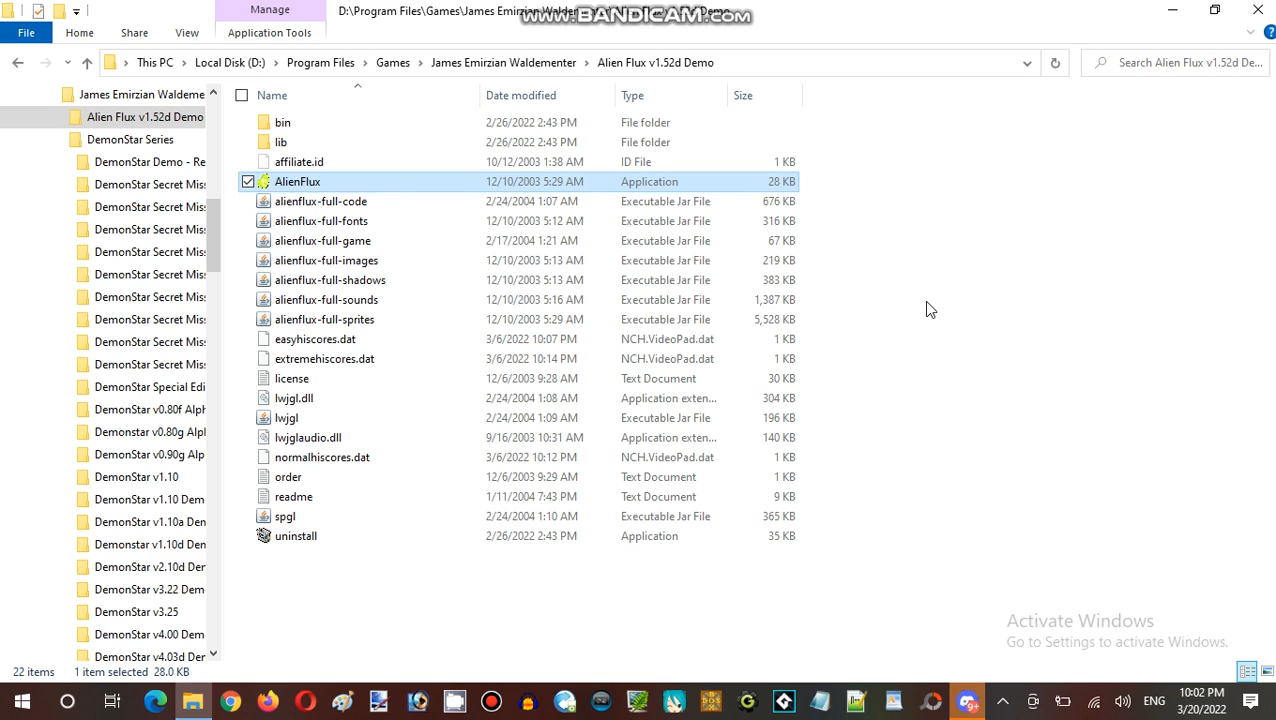 Manage
D:\Program Files\Games\James Emirzian Waldementer\Alien Flux v1.52d Demo
www.BANDICAM.com
File
Home
Share
View
Application Tools
This PC > Local Disk (D:) > Program Files > Games > James Emirzian Waldementer > Alien Flux v1.52d Demo
Search Alien Flux v1.52d De...
Name Date modified Type Size
James Emirzian Waldeme
Alien Flux v1.52d Demo
DemonStar Series
DemonStar Demo - Re
DemonStar Secret Mis
DemonStar Secret Mis
DemonStar Secret Mis
DemonStar Secret Mis
DemonStar Secret Mis
DemonStar Secret Mis
DemonStar Secret Mis
DemonStar Secret Mis
DemonStar Secret Mis
DemonStar Special Edi
DemonStar v0.80f Alph
Demonstar v0.80g Alph
DemonStar v0.90g Alph
DemonStar v1.10
DemonStar v1.10 Dem
DemonStar v1.10a Den
Demonstar v1.10d Den
DemonStar v2.10d Den
DemonStar v3.22 Dem
DemonStar v3.25
DemonStar v4.00 Dem
DemonStar v4.03d Den
bin 2/26/2022 2:43 PM File folder
lib 2/26/2022 2:43 PM File folder
affiliate.id 10/12/2003 1:38 AM ID File 1 KB
AlienFlux 12/10/2003 5:29 AM Application 28 KB
alienflux-full-code 2/24/2004 1:07 AM Executable Jar File 676 KB
alienflux-full-fonts 12/10/2003 5:12 AM Executable Jar File 316 KB
alienflux-full-game 2/17/2004 1:21 AM Executable Jar File 67 KB
alienflux-full-images 12/10/2003 5:13 AM Executable Jar File 219 KB
alienflux-full-shadows 12/10/2003 5:13 AM Executable Jar File 383 KB
alienflux-full-sounds 12/10/2003 5:16 AM Executable Jar File 1,387 KB
alienflux-full-sprites 12/10/2003 5:29 AM Executable Jar File 5,528 KB
easyhiscores.dat 3/6/2022 10:07 PM NCH.VideoPad.dat 1 KB
extremehiscores.dat 3/6/2022 10:14 PM NCH.VideoPad.dat 1 KB
license 12/6/2003 9:28 AM Text Document 30 KB
lwjgl.dll 2/24/2004 1:08 AM Application exten... 304 KB
lwjgl 2/24/2004 1:09 AM Executable Jar File 196 KB
lwjglaudio.dll 9/16/2003 10:31 AM Application exten... 140 KB
normalhiscores.dat 3/6/2022 10:12 PM NCH.VideoPad.dat 1 KB
order 12/6/2003 9:29 AM Text Document 3 KB
readme 1/11/2004 7:43 PM Text Document 9 KB
spgl 2/24/2004 1:10 AM Executable Jar File 365 KB
uninstall 2/26/2022 2:43 PM Application 35 KB
Activate Windows
Go to Settings to activate Windows.
22 items 1 item selected 28.0 KB
9+
ENG
10:02 PM
3/20/2022